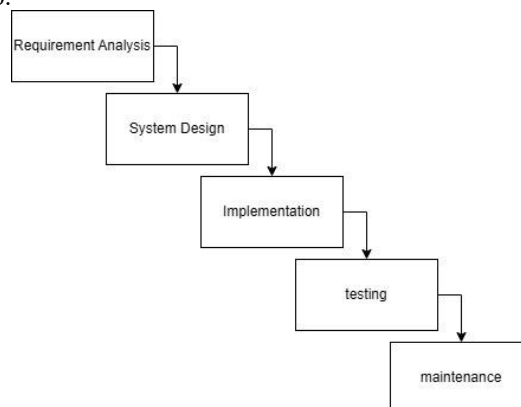 Requirement Analysis
System Design
Implementation
testing
maintenance